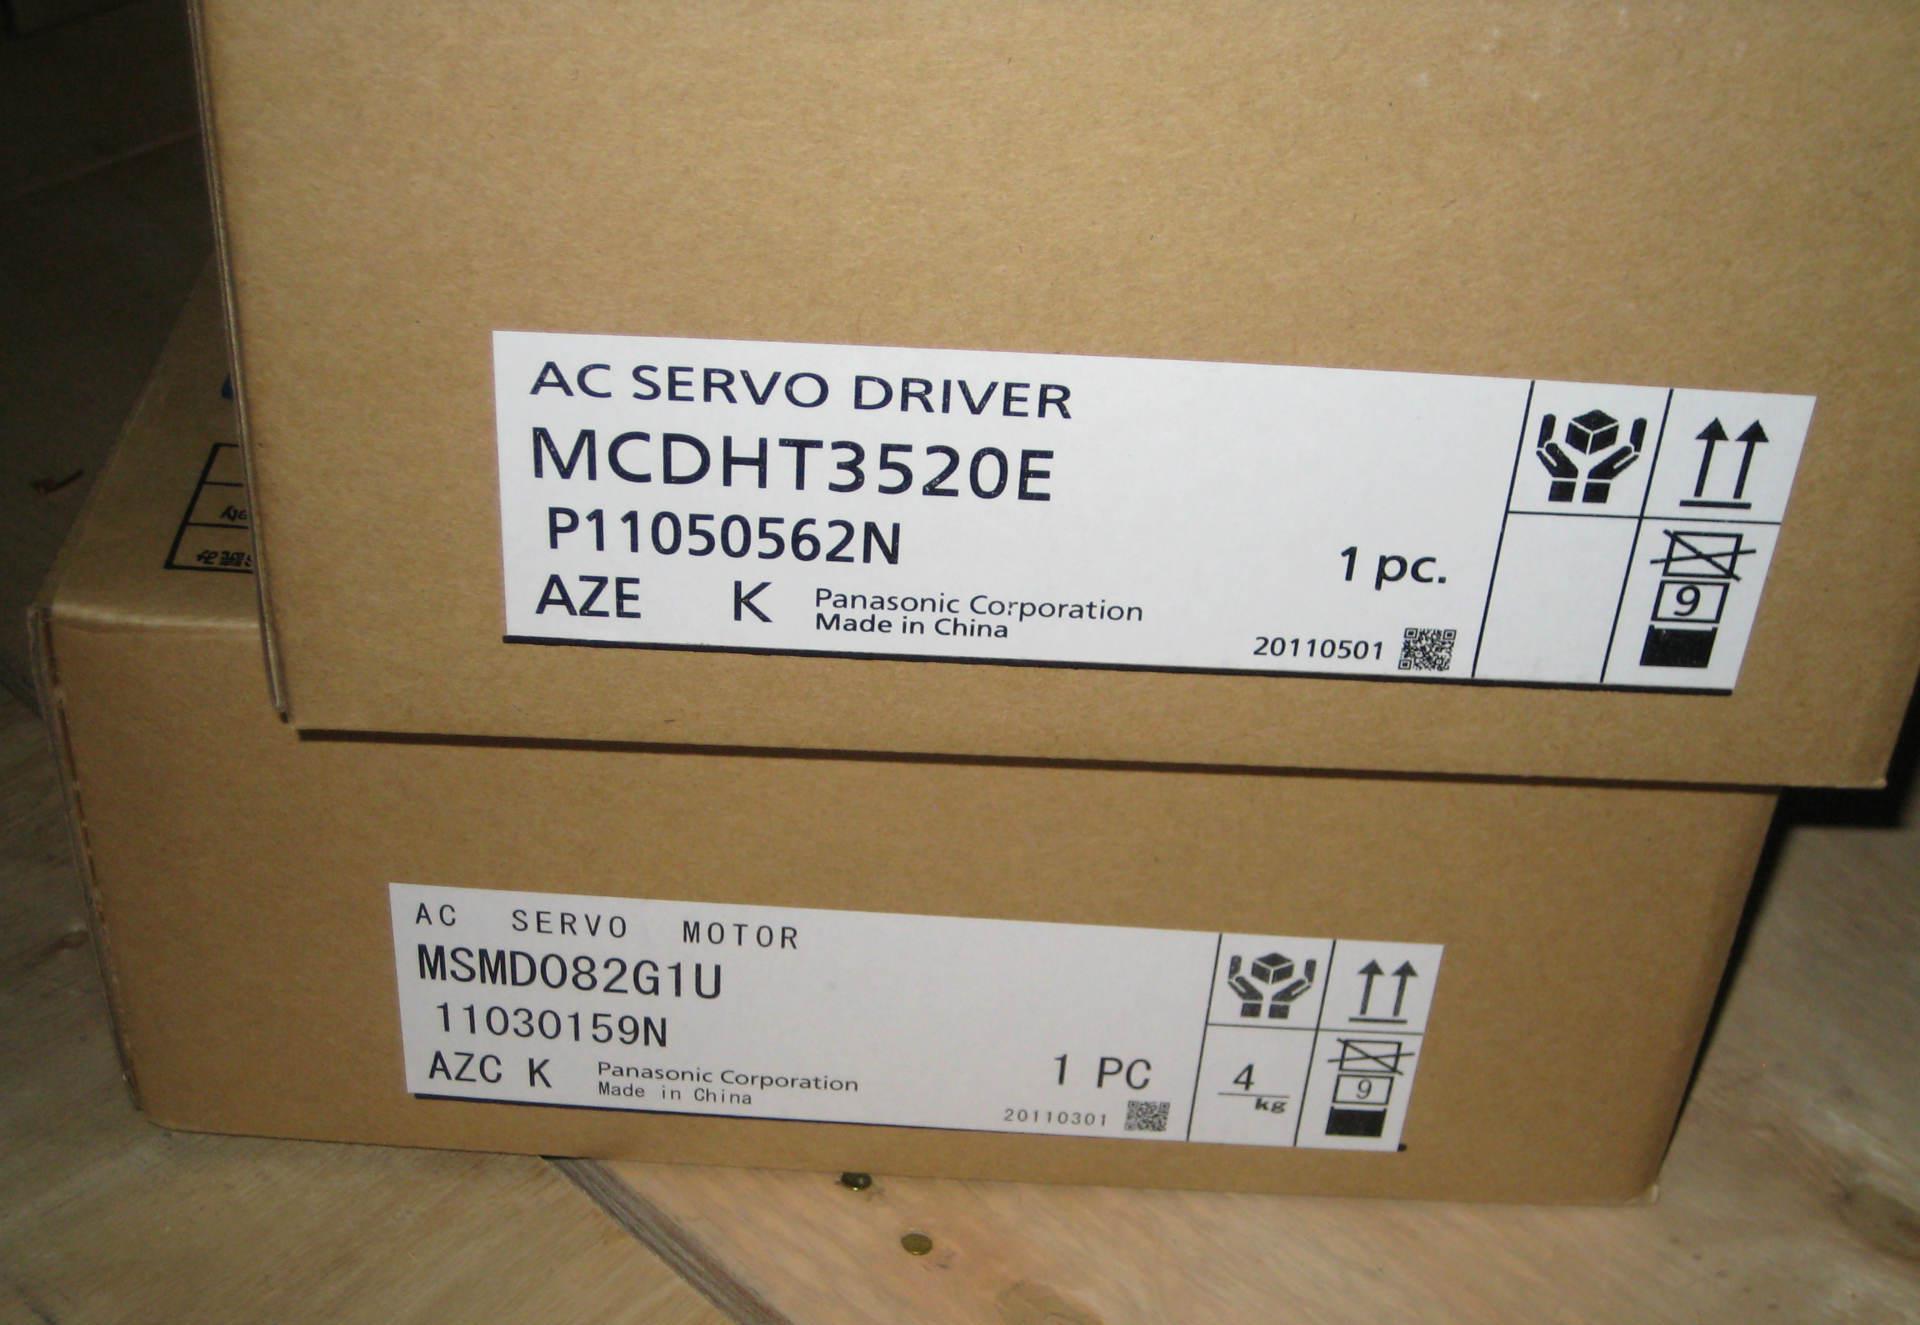 AC SERVO DRIVER
MCDHT3520E
P11050562N
1 pc.
AZE K Panasonic Corporation
Made in China
20110501
9
AC SERVO MOTOR
MSMD082G1U
11030159N
AZC K Panasonic Corporation
Made in China
1 PC
20110301
4
kg
9